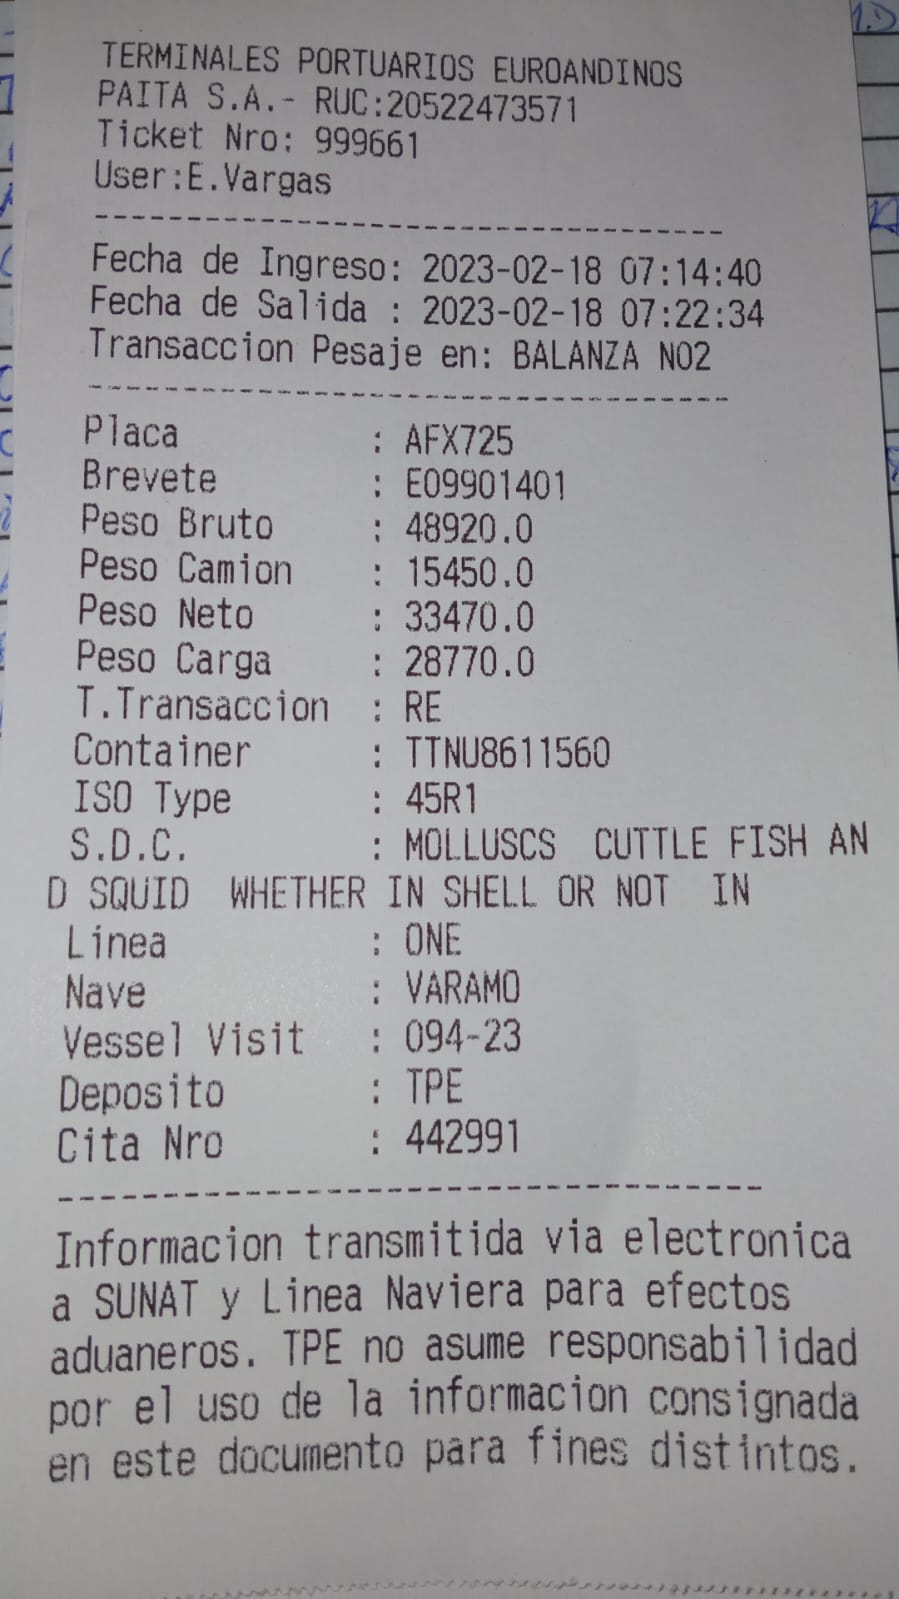 TERMINALES PORTUARIOS EUROANDINOS
PAITA S.A.- RUC:20522473571
Ticket Nro: 999661
User:E.Vargas
-----------------------------------
Fecha de Ingreso: 2023-02-18 07:14:40
Fecha de Salida : 2023-02-18 07:22:34
Transaccion Pesaje en: BALANZA NO2
-----------------------------------
Placa : AFX725
Brevete : E09901401
Peso Bruto : 48920.0
Peso Camion : 15450.0
Peso Neto : 33470.0
Peso Carga : 28770.0
T.Transaccion : RE
Container : TTNU8611560
ISO Type : 45R1
S.D.C. : MOLLUSCS CUTTLE FISH AN
D SQUID WHETHER IN SHELL OR NOT IN
Linea : ONE
Nave : VARAMO
Vessel Visit : 094-23
Deposito : TPE
Cita Nro : 442991
-----------------------------------
Informacion transmitida via electronica
a SUNAT y Linea Naviera para efectos
aduaneros. TPE no asume responsabilidad
por el uso de la informacion consignada
en este documento para fines distintos.